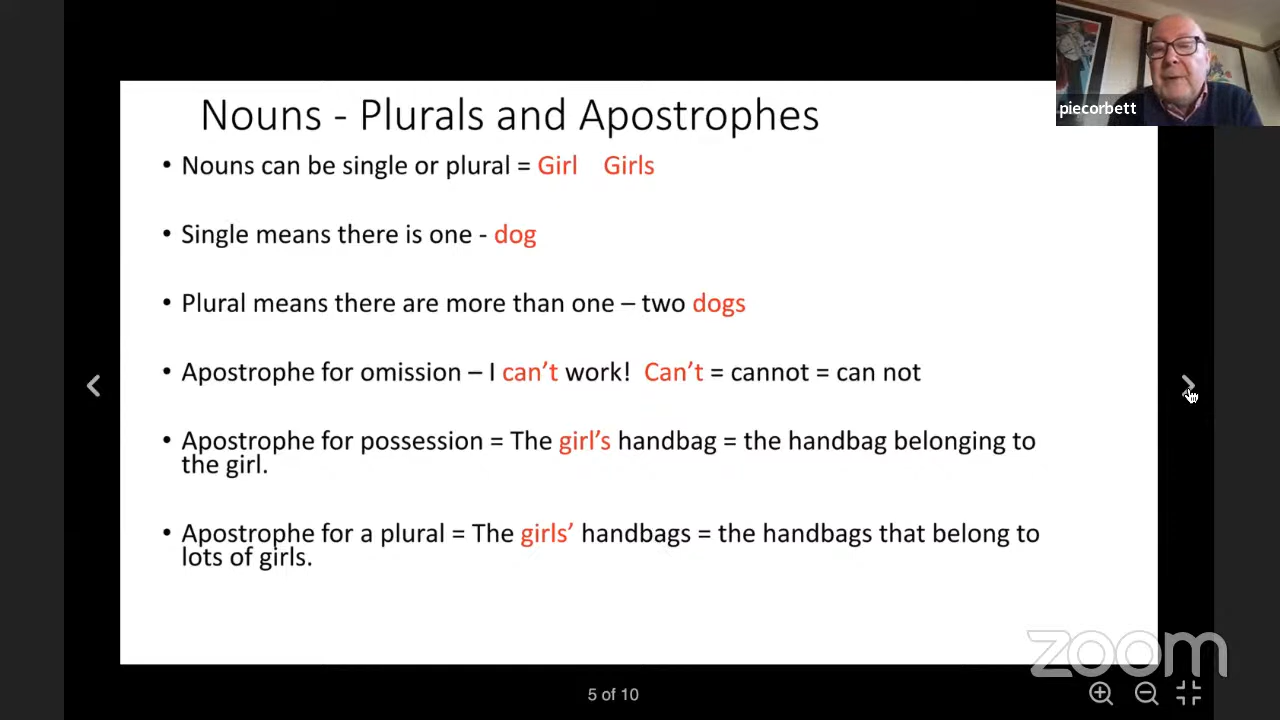 piecorbett
Nouns - Plurals and Apostrophes
• Nouns can be single or plural = Girl Girls
• Single means there is one - dog
• Plural means there are more than one – two dogs
• Apostrophe for omission – I can’t work! Can’t = cannot = can not
• Apostrophe for possession = The girl’s handbag = the handbag belonging to
the girl.
• Apostrophe for a plural = The girls’ handbags = the handbags that belong to
lots of girls.
zoom
5 of 10